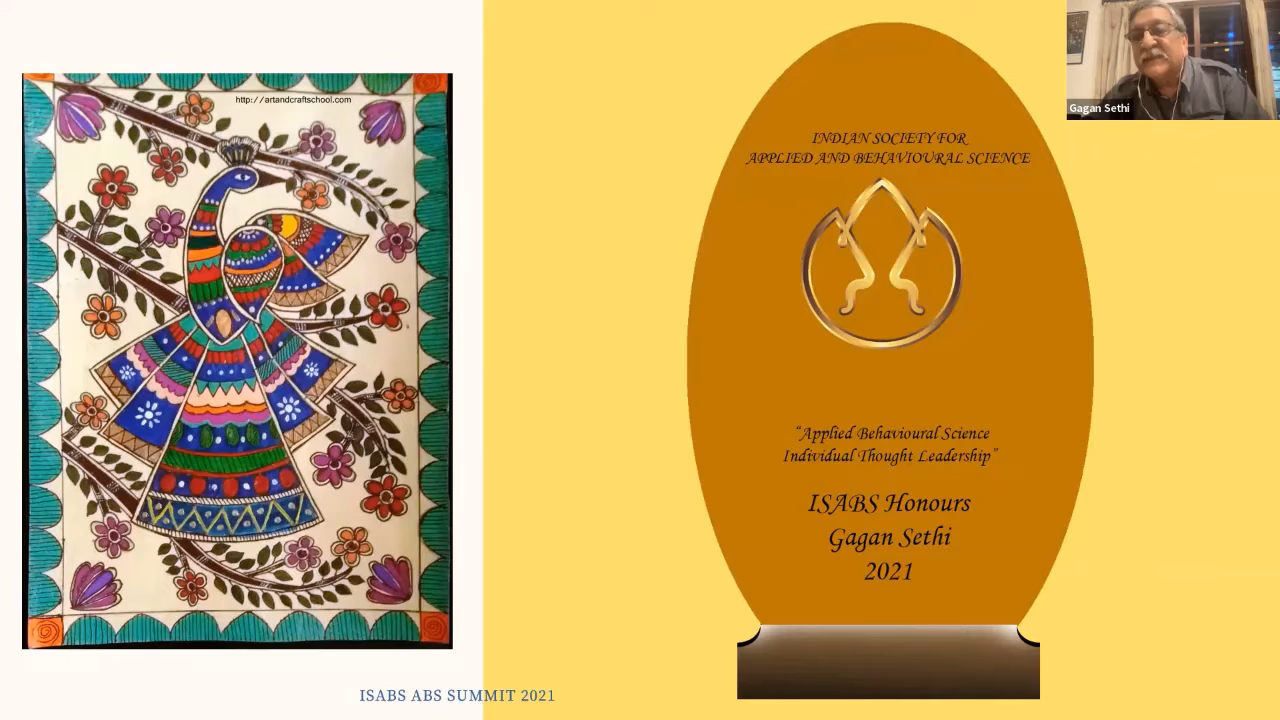 http://artandcraftschool.com
INDIAN SOCIETY FOR
APPLIED AND BEHAVIOURAL SCIENCE
"Applied Behavioural Science
Individual Thought Leadership"
ISABS Honours
Gagan Sethi
2021
Gagan Sethi
ISABS ABS SUMMIT 2021